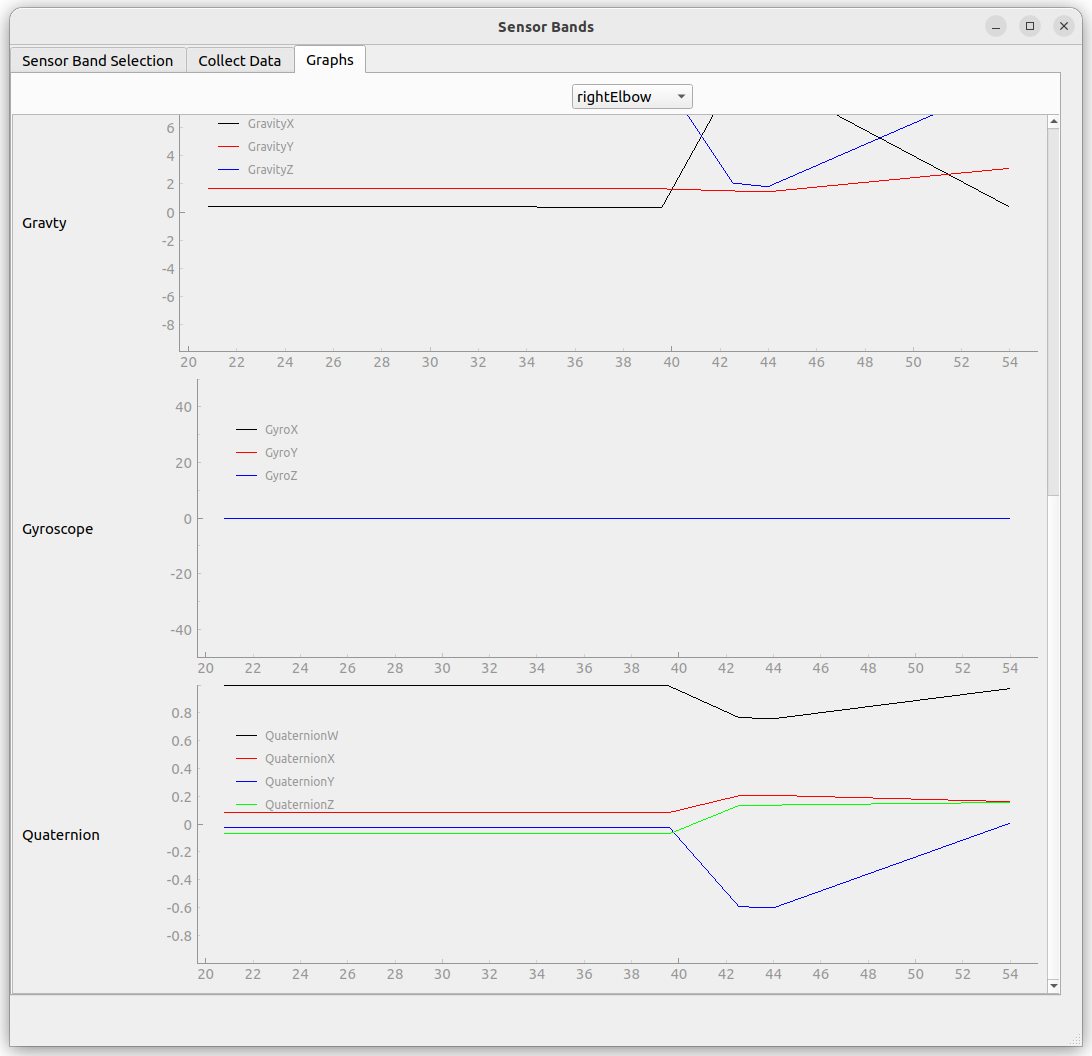 Sensor Bands
Sensor Band Selection Collect Data Graphs
rightElbow
Gravty
6
4
2
0
-2
-4
-6
-8
GravityX
GravityY
GravityZ
20 22 24 26 28 30 32 34 36 38 40 42 44 46 48 50 52 54
Gyroscope
40
20
0
-20
-40
GyroX
GyroY
GyroZ
20 22 24 26 28 30 32 34 36 38 40 42 44 46 48 50 52 54
Quaternion
0.8
0.6
0.4
0.2
0
-0.2
-0.4
-0.6
-0.8
QuaternionW
QuaternionX
QuaternionY
QuaternionZ
20 22 24 26 28 30 32 34 36 38 40 42 44 46 48 50 52 54